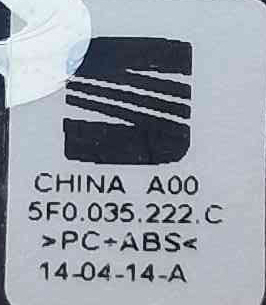 CHINA A00
5F0.035.222.C
>PC+ABS<
14-04-14-A